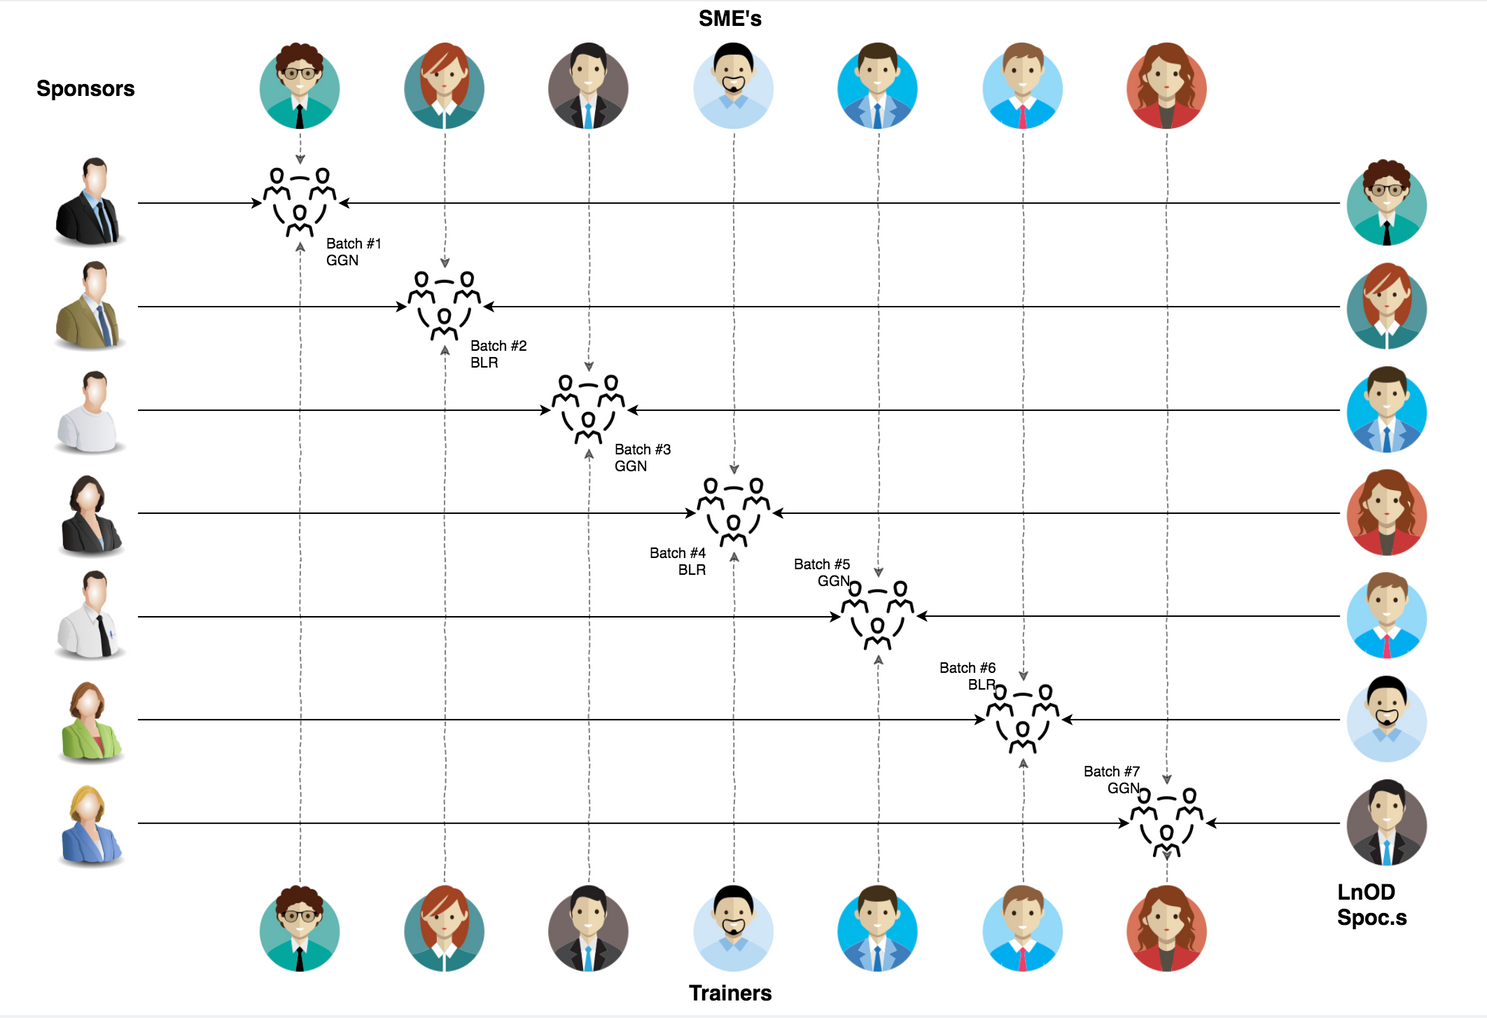 SME's
Sponsors
Batch #1
GGN
Batch #2
BLR
Batch #3
GGN
Batch #4
BLR
Batch #5
GGN
Batch #6
BLR
Batch #7
GGN
LnOD
Spoc.s
Trainers